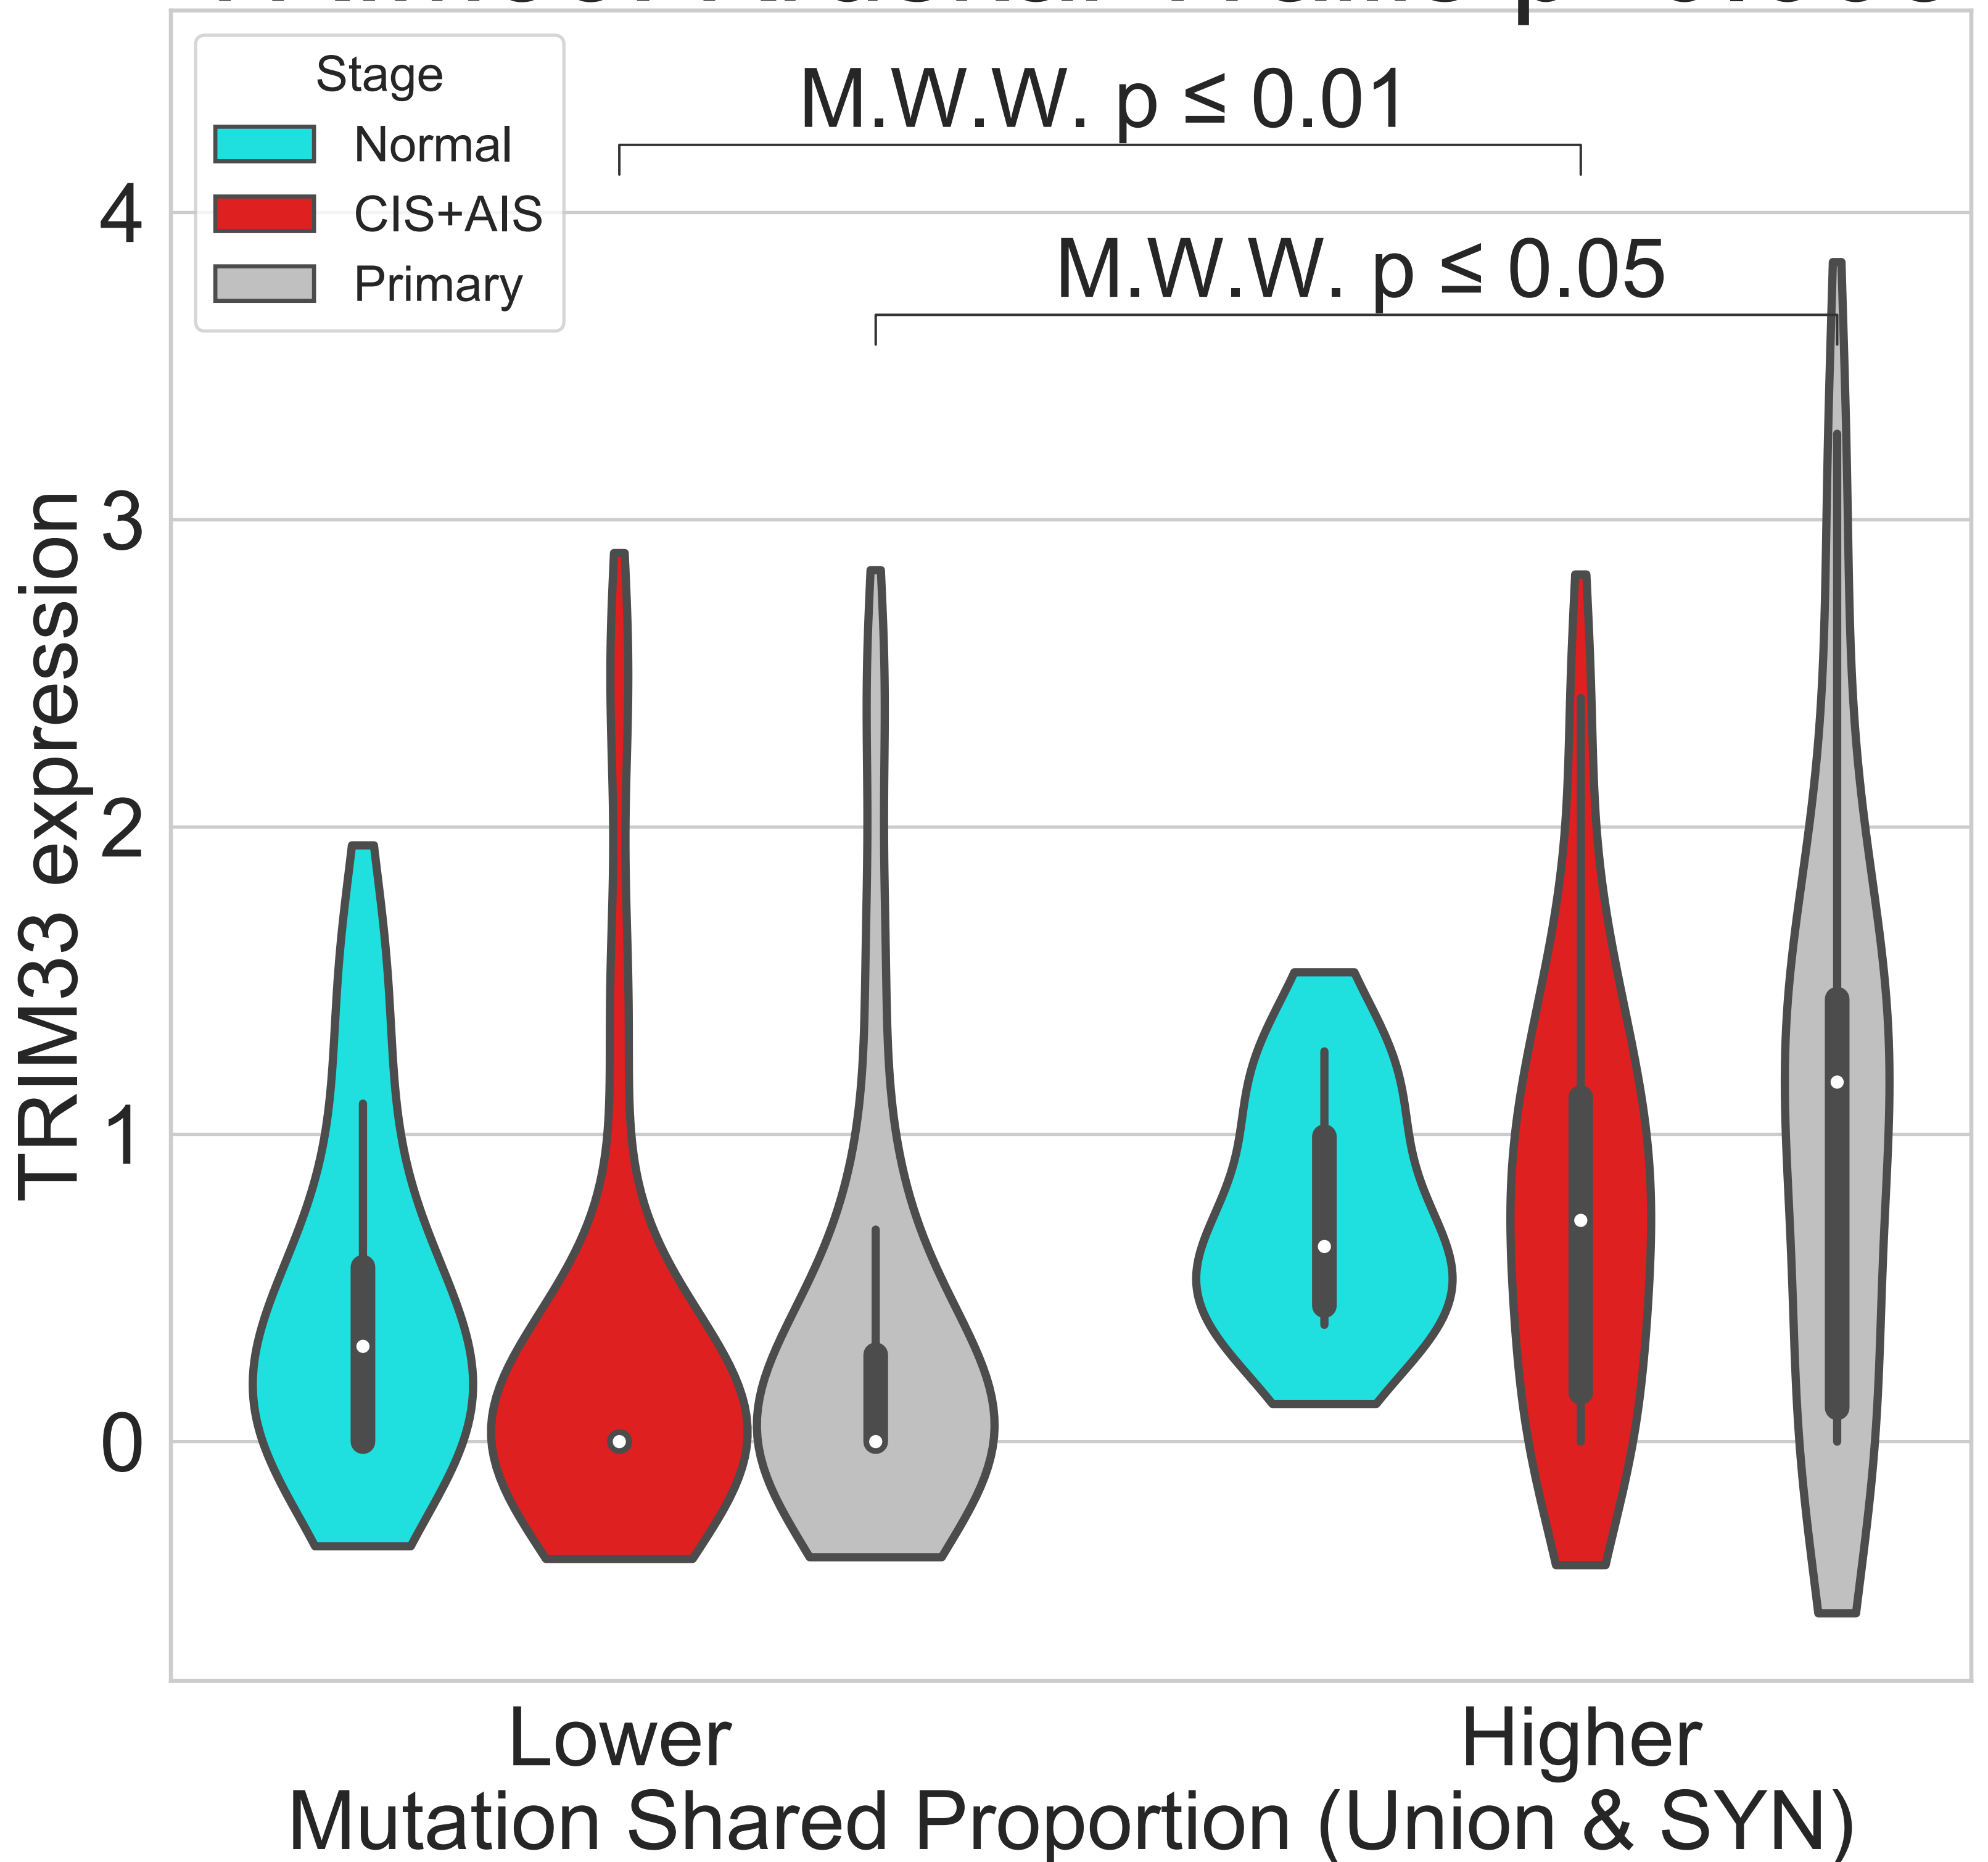 M.W.W. p ≤ 0.01
Stage
Normal
CIS+AIS
Primary
M.W.W. p ≤ 0.05
4
3
2
1
0
TRIM33 expression
Lower
Higher
Mutation Shared Proportion (Union & SYN)